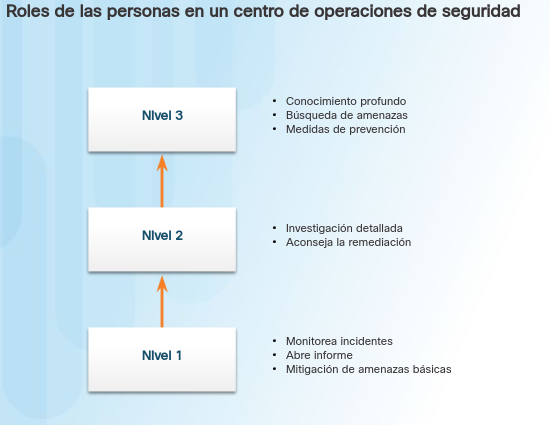 Roles de las personas en un centro de operaciones de seguridad
Nivel 3
• Conocimiento profundo
• Búsqueda de amenazas
• Medidas de prevención
Nivel 2
• Investigación detallada
• Aconseja la remediación
Nivel 1
• Monitorea incidentes
• Abre informe
• Mitigación de amenazas básicas